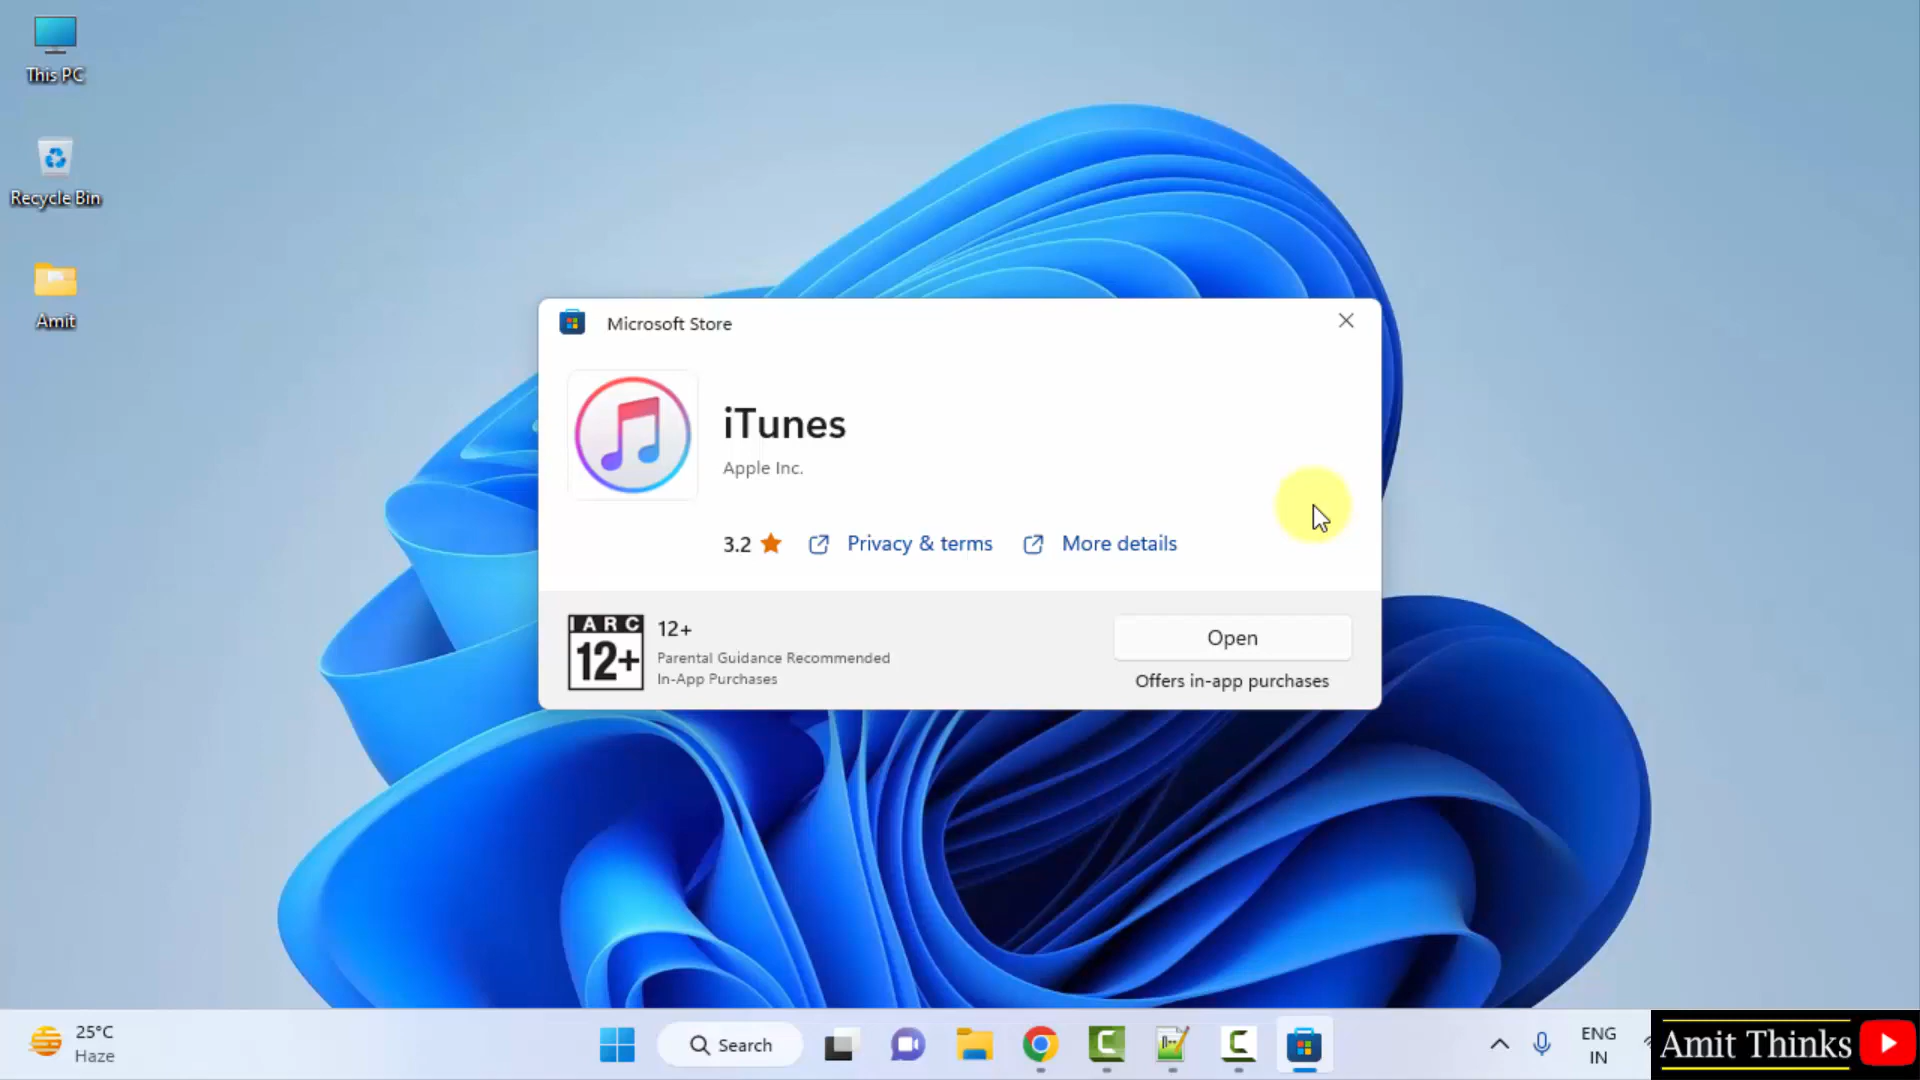 This PC
Recycle Bin
Amit
Microsoft Store
iTunes
Apple Inc.
3.2 Privacy & terms More details
IARC
12+
12+
Parental Guidance Recommended
In-App Purchases
Open
Offers in-app purchases
25°C
Haze
Search
ENG
IN
Amit Thinks